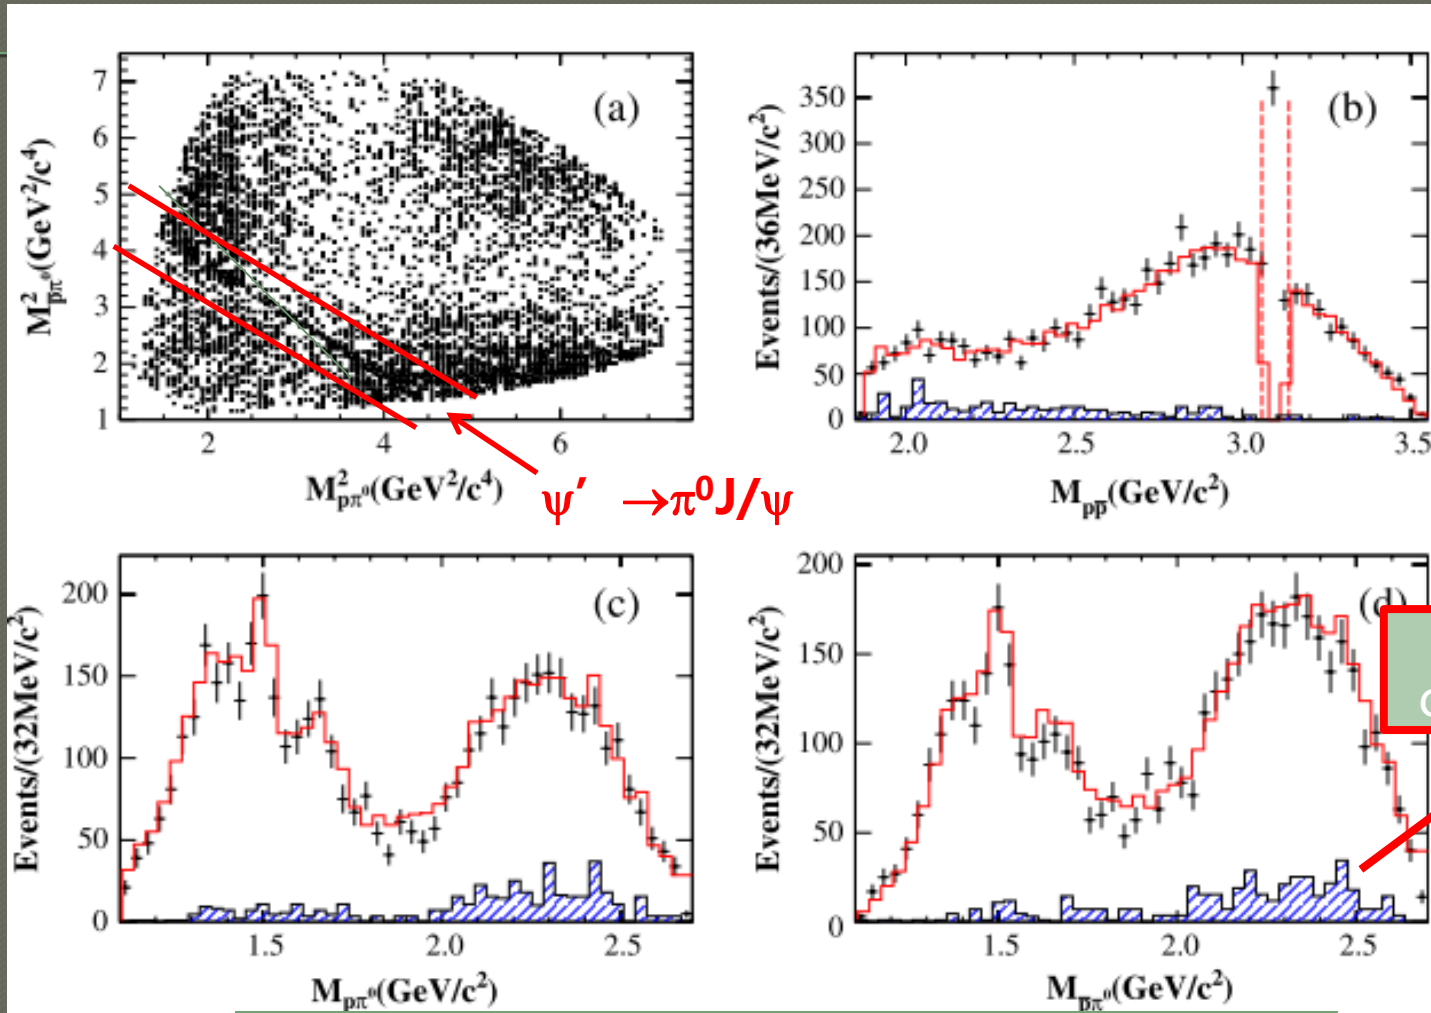 (a)
7
6
5
4
3
2
1
2 4 6
M²p̄π⁰(GeV²/c⁴)
M²pπ⁰(GeV²/c⁴)
(b)
350
300
250
200
150
100
50
0
2.0 2.5 3.0 3.5
Events/(36MeV/c²)
Mpp̄(GeV/c²)
ψ′ →π⁰J/ψ
(c)
200
150
100
50
0
1.5 2.0 2.5
Events/(32MeV/c²)
Mpπ⁰(GeV/c²)
(d)
200
150
100
50
0
1.5 2.0 2.5
Events/(32MeV/c²)
Mp̄π⁰(GeV/c²)